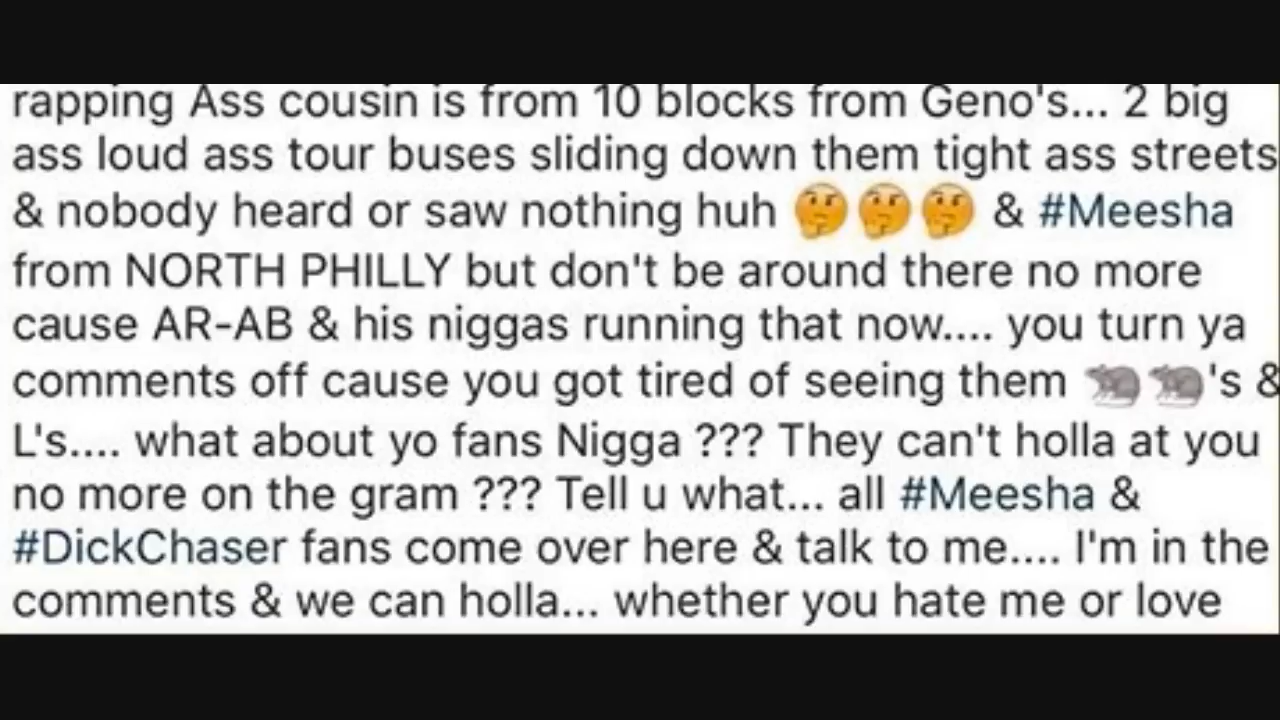 rapping Ass cousin is from 10 blocks from Geno's... 2 big
ass loud ass tour buses sliding down them tight ass streets
& nobody heard or saw nothing huh 🤔🤔🤔 & #Meesha
from NORTH PHILLY but don't be around there no more
cause AR-AB & his niggas running that now.... you turn ya
comments off cause you got tired of seeing them 🐀🐀's &
L's.... what about yo fans Nigga ??? They can't holla at you
no more on the gram ??? Tell u what... all #Meesha &
#DickChaser fans come over here & talk to me.... I'm in the
comments & we can holla... whether you hate me or love